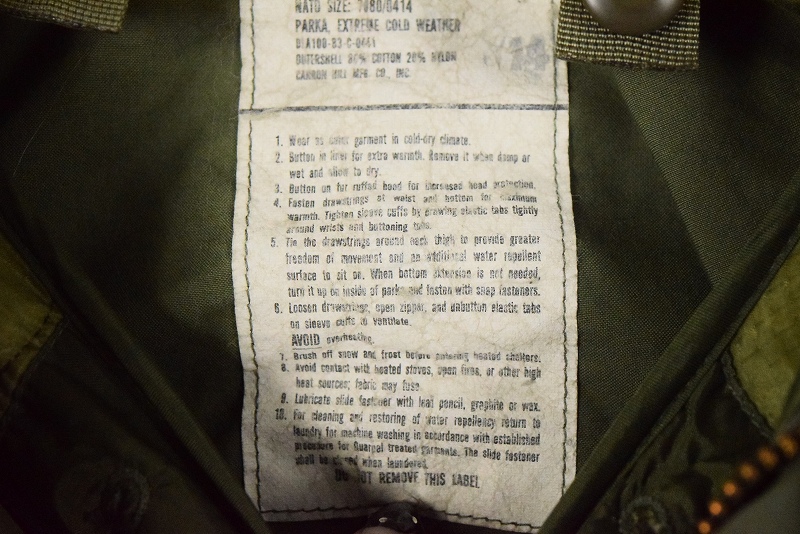 NATO SIZE: 7080/0414
PARKA, EXTREME COLD WEATHER
DLA100-83-C-0661
OUTERSHELL 80% COTTON 20% NYLON
CARRON HILL MFG. CO., INC
1. Wear as outer garment in cold-dry climate.
2. Button in liner for extra warmth. Remove it when damp or
wet and allow to dry.
3. Button on fur ruffed hood for increased head protection.
4. Fasten drawstrings at waist and bottom for maximum
warmth. Tighten sleeve cuffs by drawing elastic tabs tightly
around wrists and buttoning tabs.
5. Tie the drawstrings around each thigh to provide greater
freedom of movement and an additional water repellent
surface to sit on. When bottom extension is not needed,
turn it up on inside of parka and fasten with snap fasteners.
6. Loosen drawstrings, open zipper, and unbutton elastic tabs
on sleeve cuffs to ventilate.
AVOID overheating.
7. Brush off snow and frost before entering heated shelters.
8. Avoid contact with heated stoves, open fires, or other high
heat sources; fabric may fuse.
9. Lubricate slide fastener with lead pencil, graphite or wax.
10. For cleaning and restoring of water repellency return to
laundry for machine washing in accordance with established
procedure for Quarpel treated garments. The slide fastener
shall be closed when laundered.
DO NOT REMOVE THIS LABEL